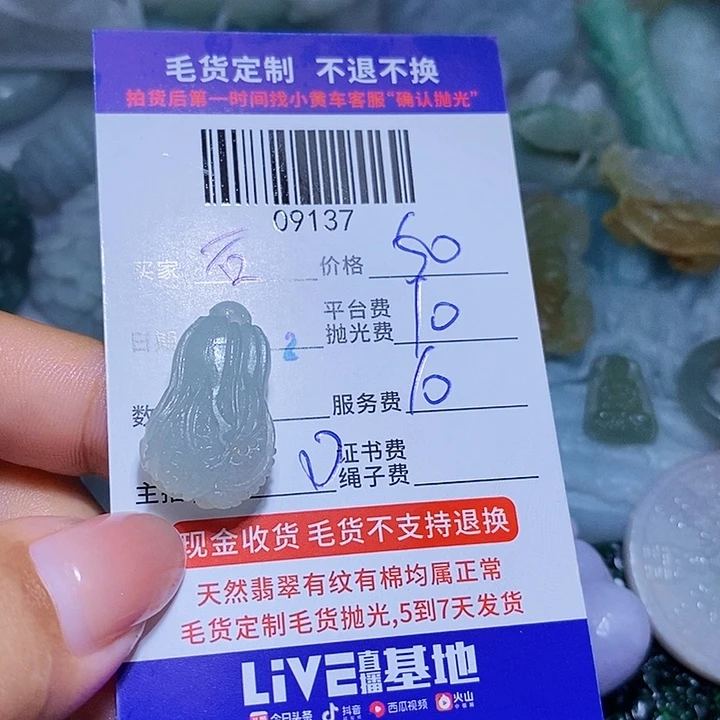 毛货定制 不退不换
拍货后第一时间找小黄车客服“确认抛光”
09137
买家 价格 50
平台费
抛光费 10
服务费 10
证书费
绳子费
现金收货 毛货不支持退换
天然翡翠有纹有棉均属正常
毛货定制毛货抛光,5到7天发货
LiVE直播基地
今日头条 抖音 西瓜视频 火山